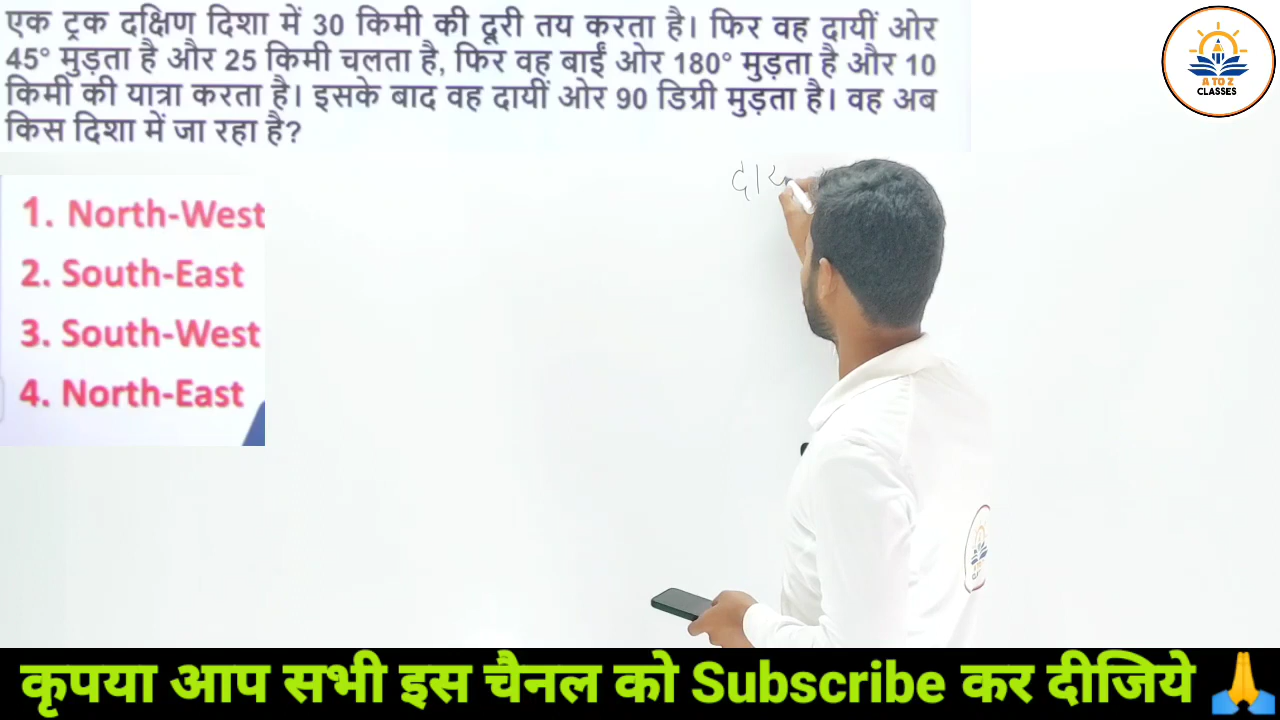 एक ट्रक दक्षिण दिशा में 30 किमी की दूरी तय करता है। फिर वह दायीं ओर
45° मुड़ता है और 25 किमी चलता है, फिर वह बाईं ओर 180° मुड़ता है और 10
किमी की यात्रा करता है। इसके बाद वह दायीं ओर 90 डिग्री मुड़ता है। वह अब
किस दिशा में जा रहा है?
A TO Z
CLASSES
1. North-West
2. South-East
3. South-West
4. North-East
कृपया आप सभी इस चैनल को Subscribe कर दीजिये 🙏